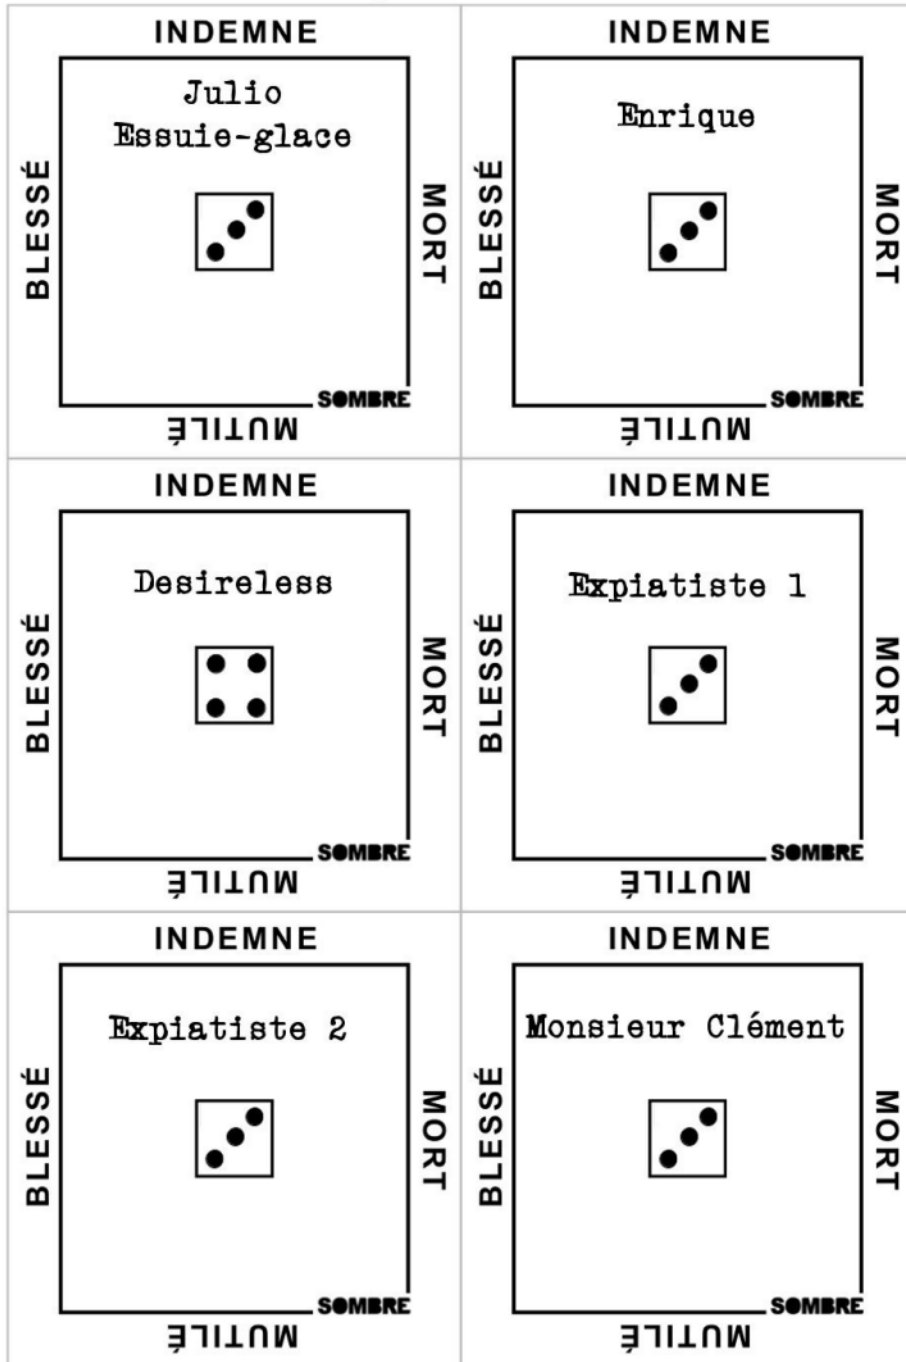 INDEMNE
Julio
Essuie-glace
BLESSÉ
MORT
SOMBRE
MUTILÉ
INDEMNE
Enrique
BLESSÉ
MORT
SOMBRE
MUTILÉ
INDEMNE
Desireless
BLESSÉ
MORT
SOMBRE
MUTILÉ
INDEMNE
Expiatiste 1
BLESSÉ
MORT
SOMBRE
MUTILÉ
INDEMNE
Expiatiste 2
BLESSÉ
MORT
SOMBRE
MUTILÉ
INDEMNE
Monsieur Clément
BLESSÉ
MORT
SOMBRE
MUTILÉ